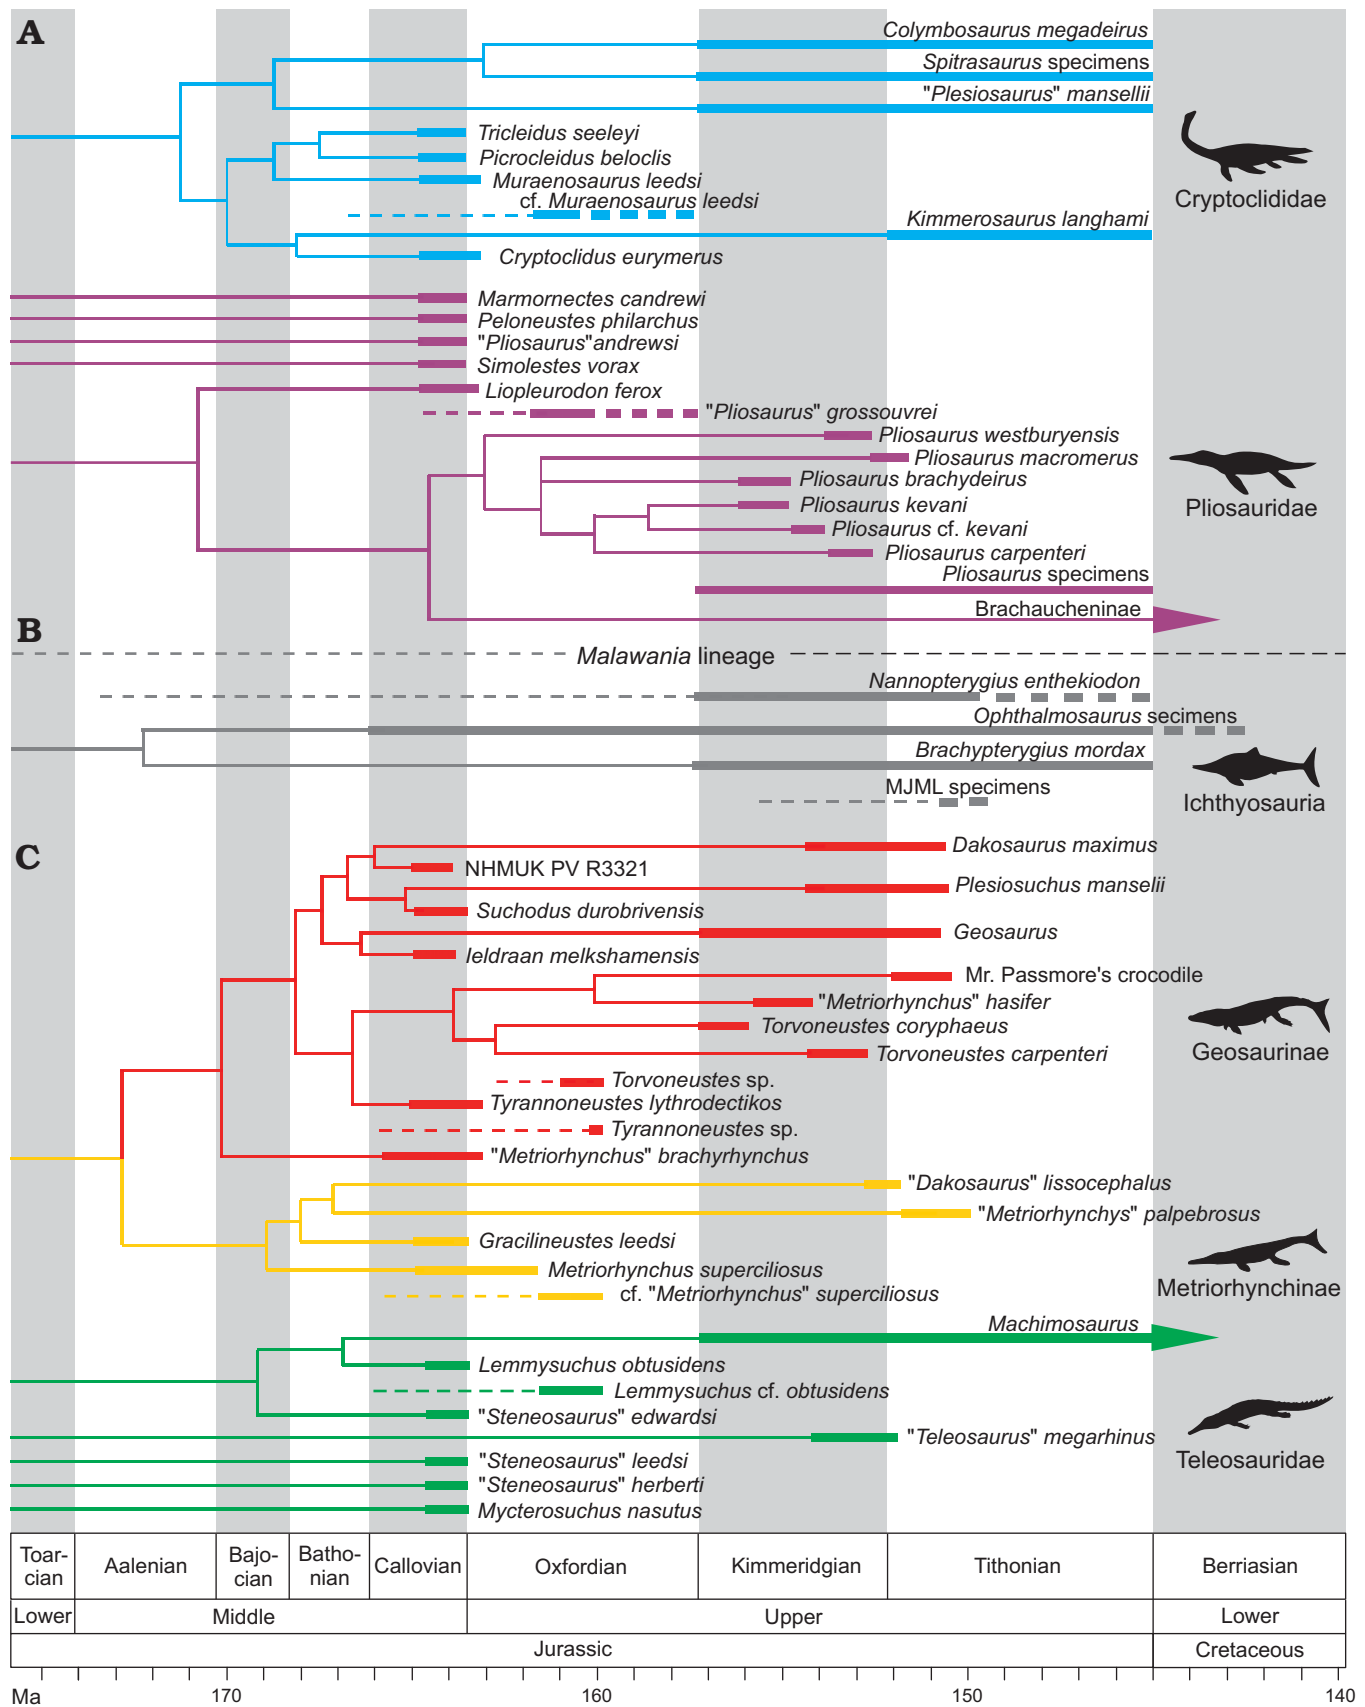 A
Colymbosaurus megadeirus
Spitrasaurus specimens
"Plesiosaurus" mansellii
Tricleidus seeleyi
Picrocleidus beloclis
Muraenosaurus leedsi
cf. Muraenosaurus leedsi
Kimmerosaurus langhami
Cryptoclidus eurymerus
Cryptoclididae
Marmornectes candrewi
Peloneustes philarchus
"Pliosaurus"andrewsi
Simolestes vorax
Liopleurodon ferox
"Pliosaurus" grossouvrei
Pliosaurus westburyensis
Pliosaurus macromerus
Pliosaurus brachydeirus
Pliosaurus kevani
Pliosaurus cf. kevani
Pliosaurus carpenteri
Pliosaurus specimens
Brachaucheninae
Pliosauridae
B
Malawania lineage
Nannopterygius enthekiodon
Ophthalmosaurus secimens
Brachypterygius mordax
MJML specimens
Ichthyosauria
C
Dakosaurus maximus
NHMUK PV R3321
Plesiosuchus manselii
Suchodus durobrivensis
Geosaurus
Ieldraan melkshamensis
Mr. Passmore's crocodile
"Metriorhynchus" hasifer
Torvoneustes coryphaeus
Torvoneustes carpenteri
Torvoneustes sp.
Tyrannoneustes lythrodectikos
Tyrannoneustes sp.
"Metriorhynchus" brachyrhynchus
Geosaurinae
"Dakosaurus" lissocephalus
"Metriorhynchys" palpebrosus
Gracilineustes leedsi
Metriorhynchus superciliosus
cf. "Metriorhynchus" superciliosus
Metriorhynchinae
Machimosaurus
Lemmysuchus obtusidens
Lemmysuchus cf. obtusidens
"Steneosaurus" edwardsi
"Teleosaurus" megarhinus
"Steneosaurus" leedsi
"Steneosaurus" herberti
Mycterosuchus nasutus
Teleosauridae
Toar-
cian
Aalenian
Bajo-
cian
Batho-
nian
Callovian
Oxfordian
Kimmeridgian
Tithonian
Berriasian
Lower
Middle
Upper
Lower
Jurassic
Cretaceous
Ma
170
160
150
140